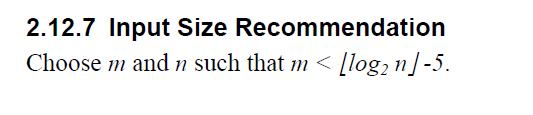 2.12.7 Input Size Recommendation
Choose m and n such that m < ⌊log₂ n⌋-5.